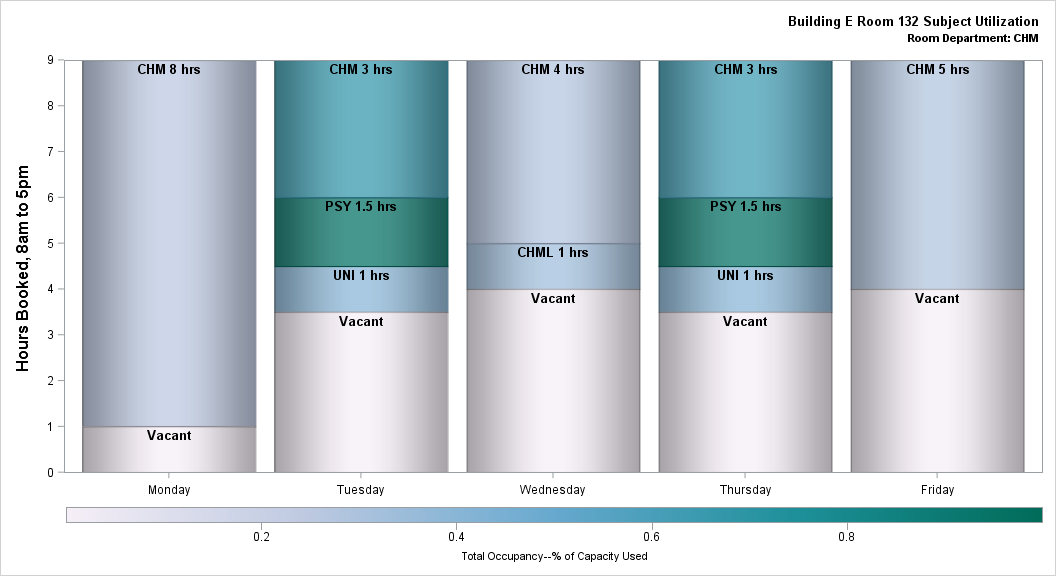 Building E Room 132 Subject Utilization
Room Department: CHM
Hours Booked, 8am to 5pm
9
8
7
6
5
4
3
2
1
0
CHM 8 hrs
Vacant
CHM 3 hrs
PSY 1.5 hrs
UNI 1 hrs
Vacant
CHM 4 hrs
CHML 1 hrs
Vacant
CHM 3 hrs
PSY 1.5 hrs
UNI 1 hrs
Vacant
CHM 5 hrs
Vacant
Monday Tuesday Wednesday Thursday Friday
0.2 0.4 0.6 0.8
Total Occupancy--% of Capacity Used